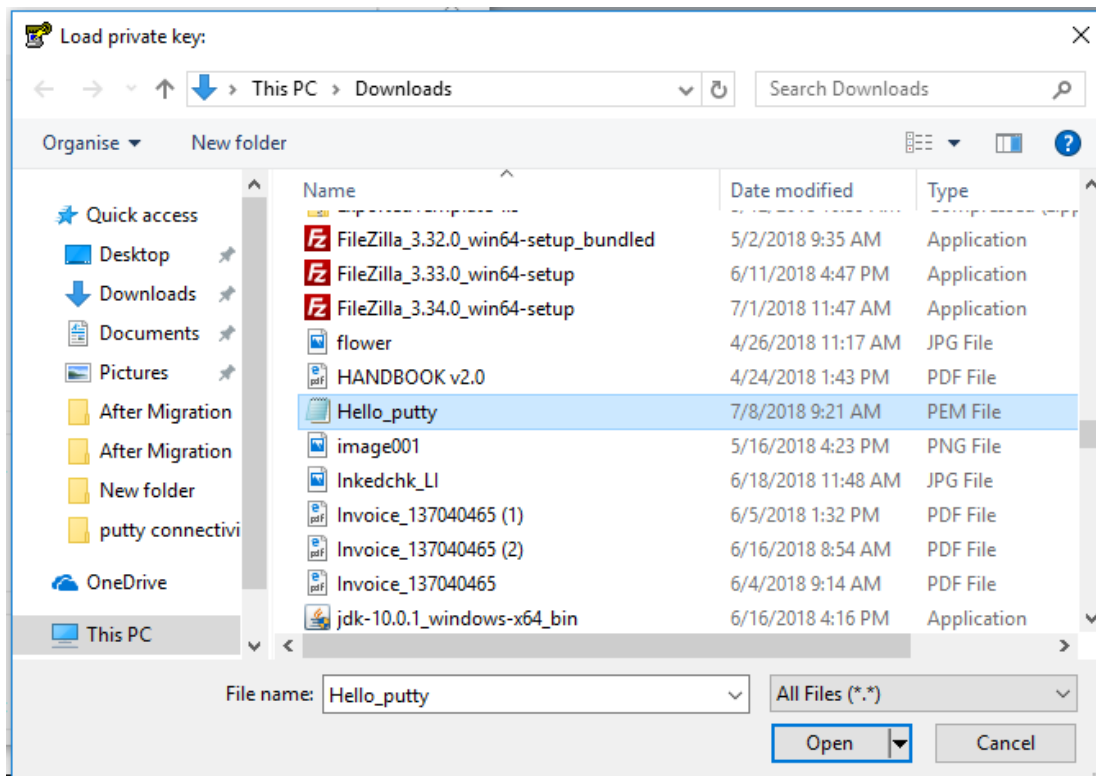 Load private key:
This PC > Downloads
Search Downloads
Organise
New folder
?
Name
Date modified
Type
FileZilla_3.32.0_win64-setup_bundled 5/2/2018 9:35 AM Application
FileZilla_3.33.0_win64-setup 6/11/2018 4:47 PM Application
FileZilla_3.34.0_win64-setup 7/1/2018 11:47 AM Application
flower 4/26/2018 11:17 AM JPG File
HANDBOOK v2.0 4/24/2018 1:43 PM PDF File
Hello_putty 7/8/2018 9:21 AM PEM File
image001 5/16/2018 4:23 PM PNG File
Inkedchk_LI 6/18/2018 11:48 AM JPG File
Invoice_137040465 (1) 6/5/2018 1:32 PM PDF File
Invoice_137040465 (2) 6/16/2018 8:54 AM PDF File
Invoice_137040465 6/4/2018 9:14 AM PDF File
jdk-10.0.1_windows-x64_bin 6/16/2018 4:16 PM Application
Quick access
Desktop
Downloads
Documents
Pictures
After Migration
After Migration
New folder
putty connectivi
OneDrive
This PC
File name: Hello_putty
All Files (*.*)
Open
Cancel